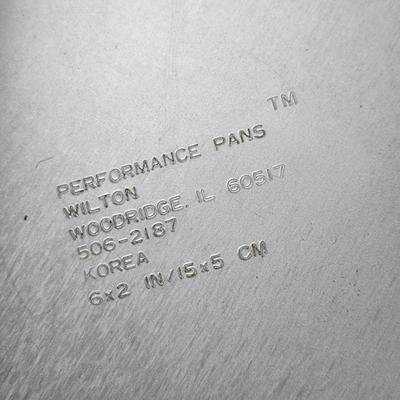 TM
PERFORMANCE PANS
WILTON
WOODRIDGE, IL 60517
506-2187
KOREA
6x2 IN/15x5 CM